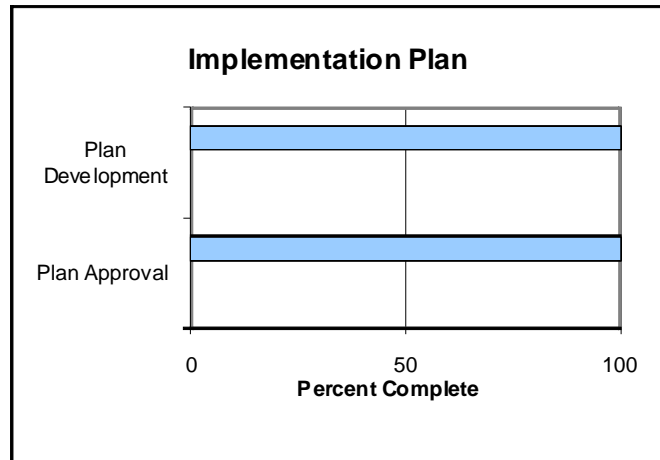 Implementation Plan
Plan
Development
Plan Approval
0 50 100
Percent Complete